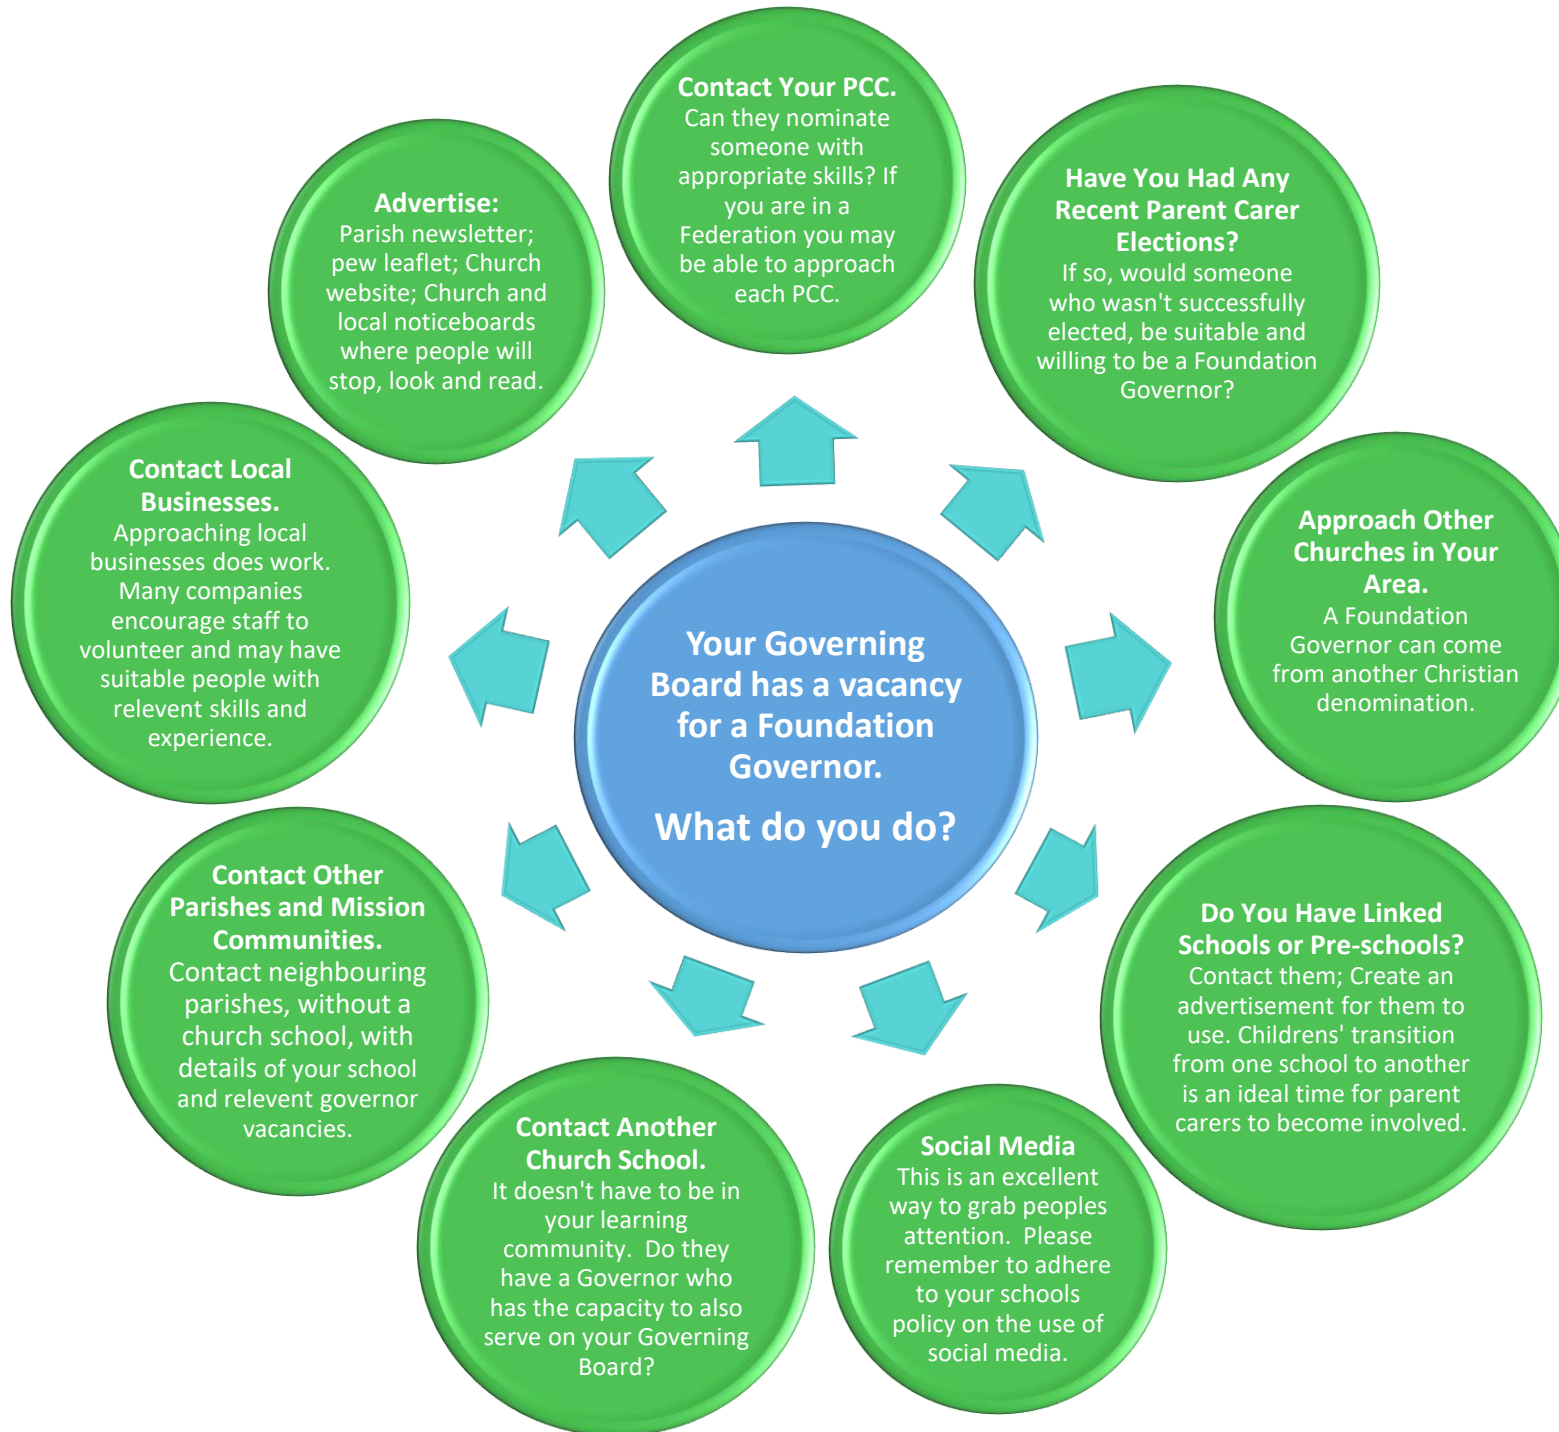 Your Governing
Board has a vacancy
for a Foundation
Governor.
What do you do?
Contact Your PCC.
Can they nominate
someone with
appropriate skills? If
you are in a
Federation you may
be able to approach
each PCC.
Have You Had Any
Recent Parent Carer
Elections?
If so, would someone
who wasn't successfully
elected, be suitable and
willing to be a Foundation
Governor?
Approach Other
Churches in Your
Area.
A Foundation
Governor can come
from another Christian
denomination.
Do You Have Linked
Schools or Pre-schools?
Contact them; Create an
advertisement for them to
use. Childrens' transition
from one school to another
is an ideal time for parent
carers to become involved.
Social Media
This is an excellent
way to grab peoples
attention.  Please
remember to adhere
to your schools
policy on the use of
social media.
Contact Another
Church School.
It doesn't have to be in
your learning
community.  Do they
have a Governor who
has the capacity to also
serve on your Governing
Board?
Contact Other
Parishes and Mission
Communities.
Contact neighbouring
parishes, without a
church school, with
details of your school
and relevent governor
vacancies.
Contact Local
Businesses.
Approaching local
businesses does work.
Many companies
encourage staff to
volunteer and may have
suitable people with
relevent skills and
experience.
Advertise:
Parish newsletter;
pew leaflet; Church
website; Church and
local noticeboards
where people will
stop, look and read.